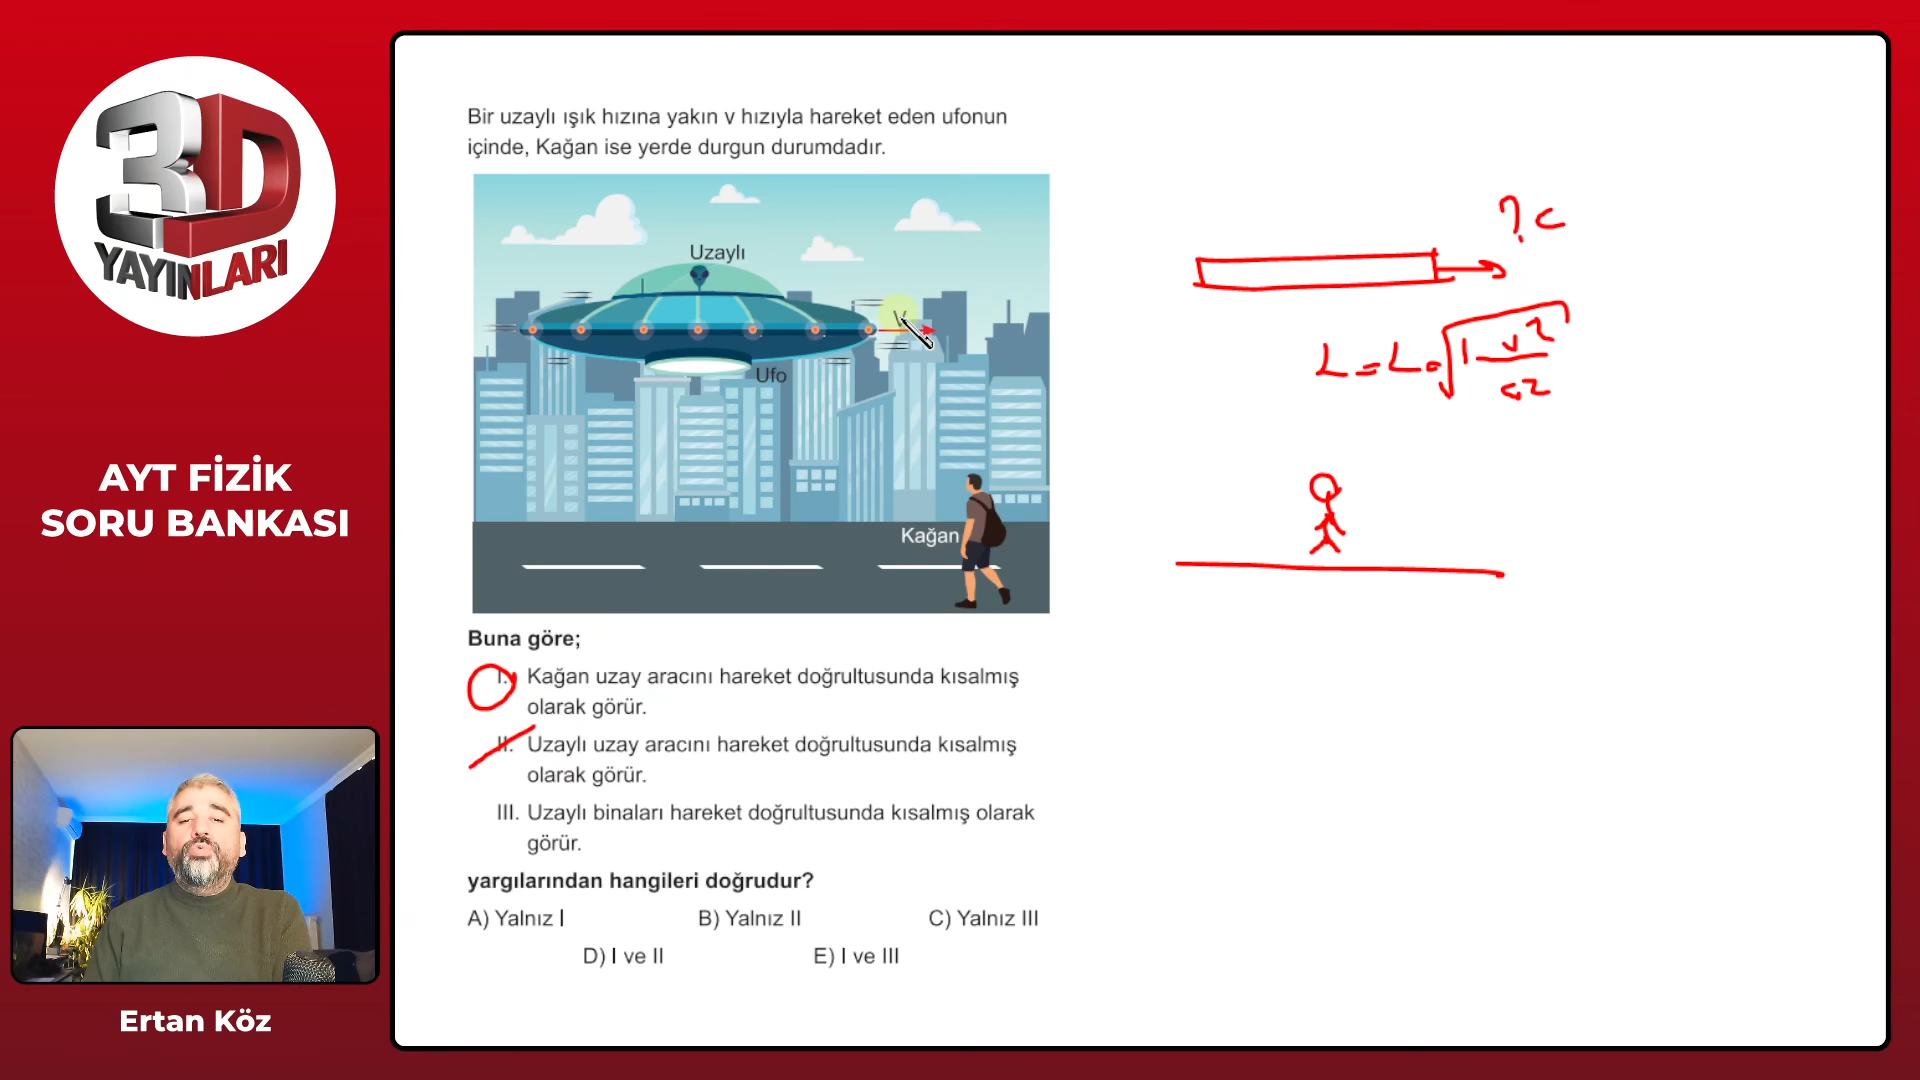 3D
YAYINLARI
AYT FİZİK
SORU BANKASI
Ertan Köz
Bir uzaylı ışık hızına yakın v hızıyla hareket eden ufonun
içinde, Kağan ise yerde durgun durumdadır.
Uzaylı
V
Ufo
Kağan
Buna göre;
I. Kağan uzay aracını hareket doğrultusunda kısalmış
olarak görür.
II. Uzaylı uzay aracını hareket doğrultusunda kısalmış
olarak görür.
III. Uzaylı binaları hareket doğrultusunda kısalmış olarak
görür.
yargılarından hangileri doğrudur?
A) Yalnız I B) Yalnız II C) Yalnız III
D) I ve II E) I ve III
? c
L = L₀ √1 - v²/c²